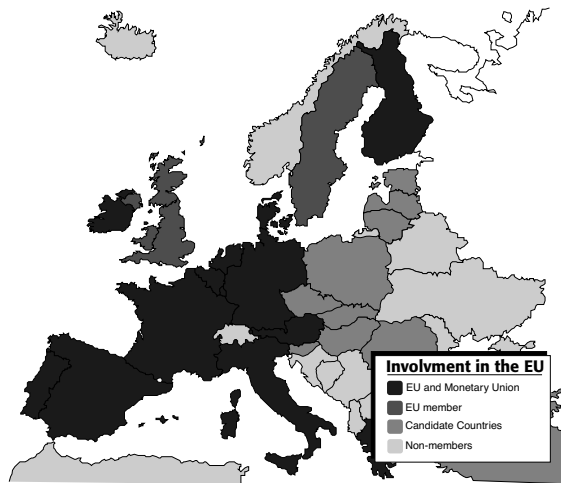 Involvment in the EU
EU and Monetary Union
EU member
Candidate Countries
Non-members